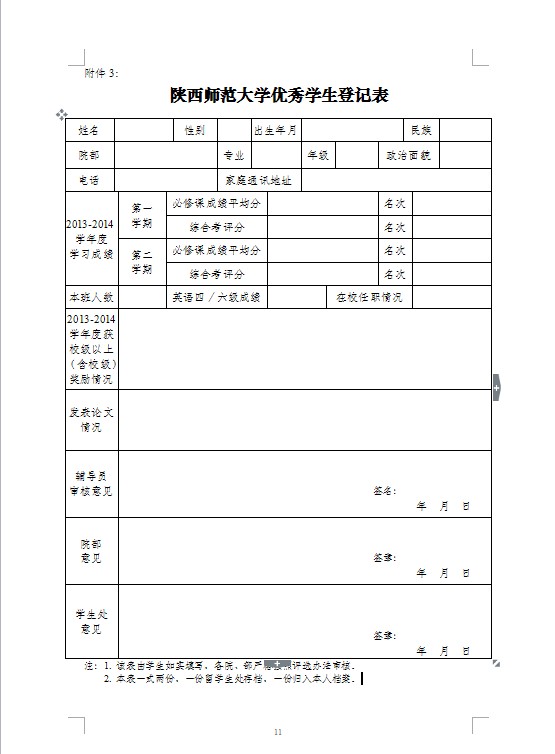 附件 3:
陕西师范大学优秀学生登记表
姓名 性别 出生年月 民族
院部 专业 年级 政治面貌
电话 家庭通讯地址
2013-2014
学年度
学习成绩
第一
学期
必修课成绩平均分 名次
综合考评分 名次
第二
学期
必修课成绩平均分 名次
综合考评分 名次
本班人数 英语四／六级成绩 在校任职情况
2013-2014
学年度获
校级以上
（含校级）
奖励情况
发表论文
情况
辅导员
审核意见
签名:
年 月 日
院部
意见
签章:
年 月 日
学生处
意见
签章:
年 月 日
注: 1. 该表由学生如实填写，各院、部严格按照评选办法审核。
2. 本表一式两份，一份留学生处存档，一份归入本人档案。
11